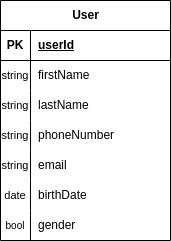 User
PK userId
string firstName
string lastName
string phoneNumber
string email
date birthDate
bool gender